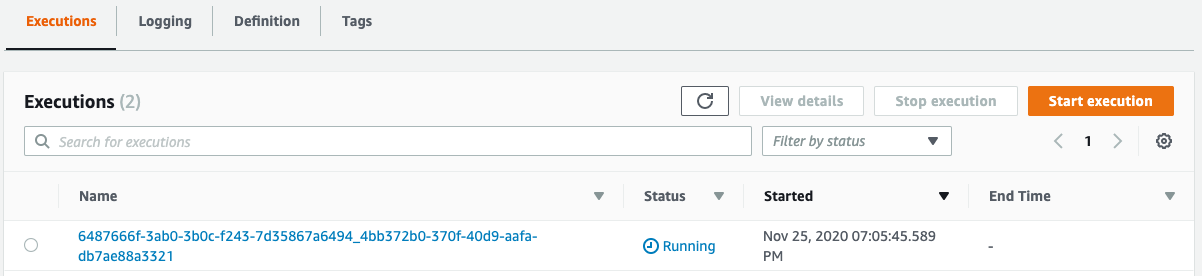 Executions Logging Definition Tags
Executions (2) View details Stop execution Start execution
Search for executions Filter by status 1
Name Status Started End Time
6487666f-3ab0-3b0c-f243-7d35867a6494_4bb372b0-370f-40d9-aafa- Running Nov 25, 2020 07:05:45.589 -
db7ae88a3321 PM